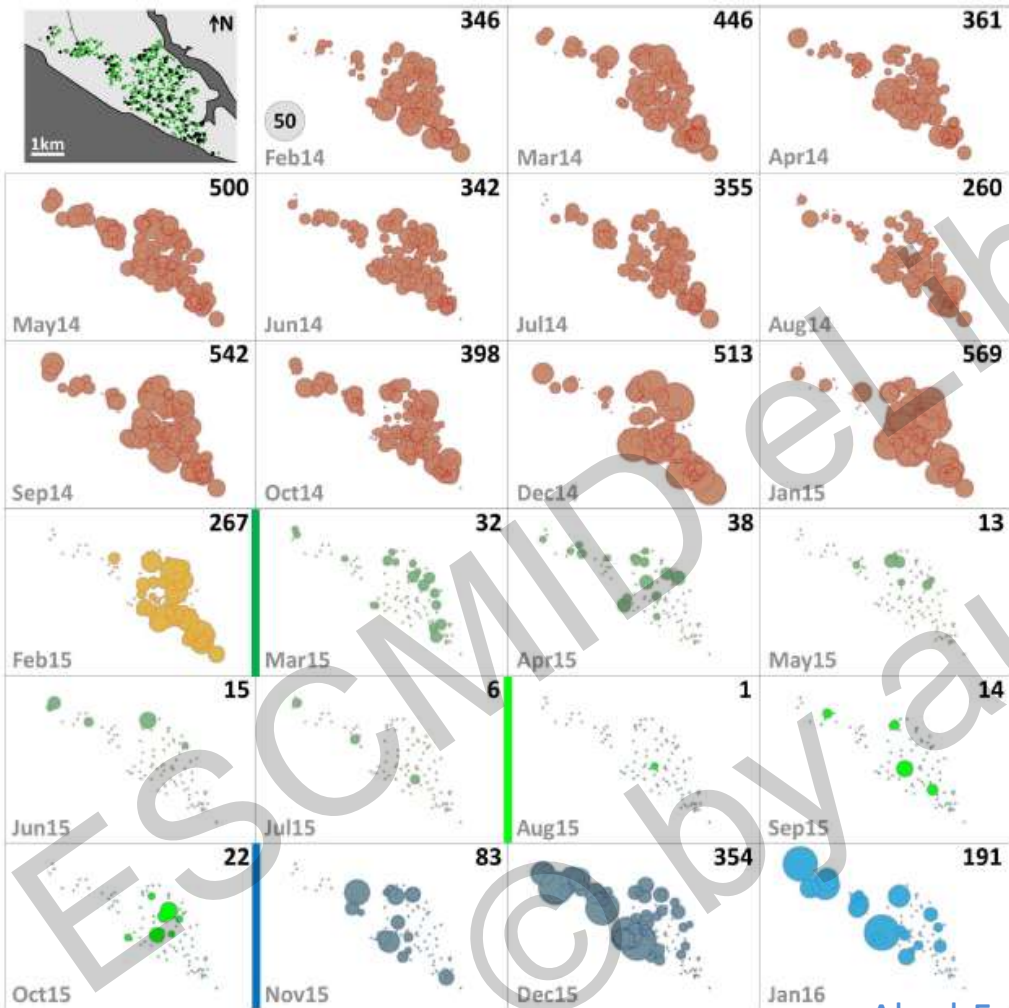 ↑N 346 446 361
50
1km Feb14 Mar14 Apr14
500 342 355 260
May14 Jun14 Jul14 Aug14
542 398 513 569
Sep14 Oct14 Dec14 Jan15
267 32 38 13
Feb15 Mar15 Apr15 May15
15 6 1 14
Jun15 Jul15 Aug15 Sep15
22 83 354 191
Oct15 Nov15 Dec15 Jan16
ESCMID eLib
© by au